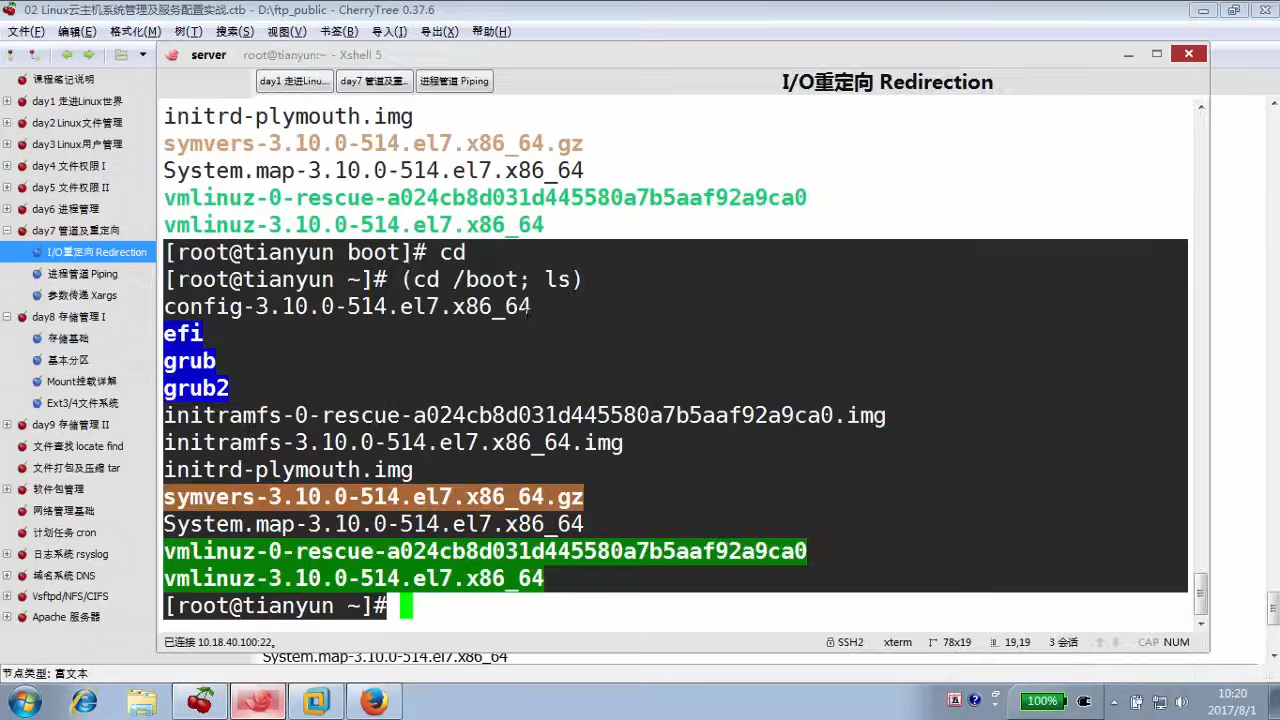 02 Linux云主机系统管理及服务配置实战.ctb - D:\ftp_public - CherryTree 0.37.6
文件(F) 编辑(E) 格式化(M) 树(T) 搜索(S) 视图(V) 书签(B) 导入(I) 导出(X) 帮助(H)
server root@tianyun:~ - Xshell 5
day1 走进Linu... day7 管道及重... 进程管道 Piping
I/O重定向 Redirection
课程笔记说明
day1 走进Linux世界
day2 Linux文件管理
day3 Linux用户管理
day4 文件权限 I
day5 文件权限 II
day6 进程管理
day7 管道及重定向
I/O重定向 Redirection
进程管道 Piping
参数传递 Xargs
day8 存储管理 I
存储基础
基本分区
Mount挂载详解
Ext3/4文件系统
day9 存储管理 II
文件查找 locate find
文件打包及压缩 tar
软件包管理
网络管理基础
计划任务 cron
日志系统 rsyslog
域名系统 DNS
Vsftpd/NFS/CIFS
Apache 服务器
initrd-plymouth.img
symvers-3.10.0-514.el7.x86_64.gz
System.map-3.10.0-514.el7.x86_64
vmlinuz-0-rescue-a024cb8d031d445580a7b5aaf92a9ca0
vmlinuz-3.10.0-514.el7.x86_64
[root@tianyun boot]# cd
[root@tianyun ~]# (cd /boot; ls)
config-3.10.0-514.el7.x86_64
efi
grub
grub2
initramfs-0-rescue-a024cb8d031d445580a7b5aaf92a9ca0.img
initramfs-3.10.0-514.el7.x86_64.img
initrd-plymouth.img
symvers-3.10.0-514.el7.x86_64.gz
System.map-3.10.0-514.el7.x86_64
vmlinuz-0-rescue-a024cb8d031d445580a7b5aaf92a9ca0
vmlinuz-3.10.0-514.el7.x86_64
[root@tianyun ~]#
已连接 10.18.40.100:22。 SSH2 xterm 78x19 19,19 3 会话 CAP NUM
System.map-3.10.0-514.el7.x86_64
节点类型: 富文本
100%
10:20
2017/8/1